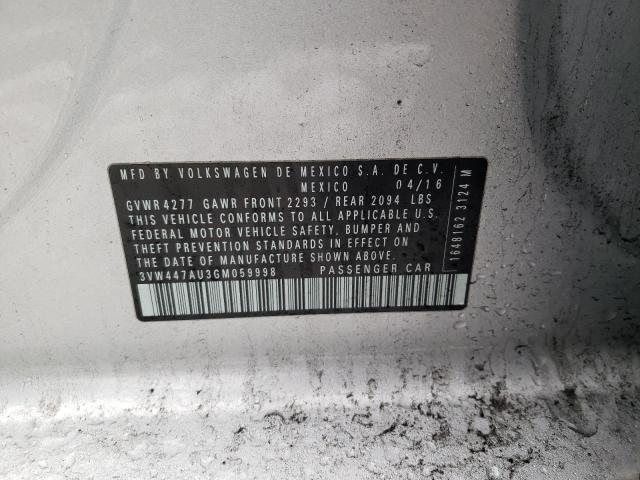 MFD BY. VOLKSWAGEN DE MEXICO S.A. DE C.V.
MEXICO 04/16
GVWR 4277 GAWR FRONT 2293 / REAR 2094 LBS
THIS VEHICLE CONFORMS TO ALL APPLICABLE U.S.
FEDERAL MOTOR VEHICLE SAFETY, BUMPER AND
THEFT PREVENTION STANDARDS IN EFFECT ON
THE DATE OF MANUFACTURE SHOWN ABOVE.
3VW447AU3GM059998 PASSENGER CAR
1648162 3124 M